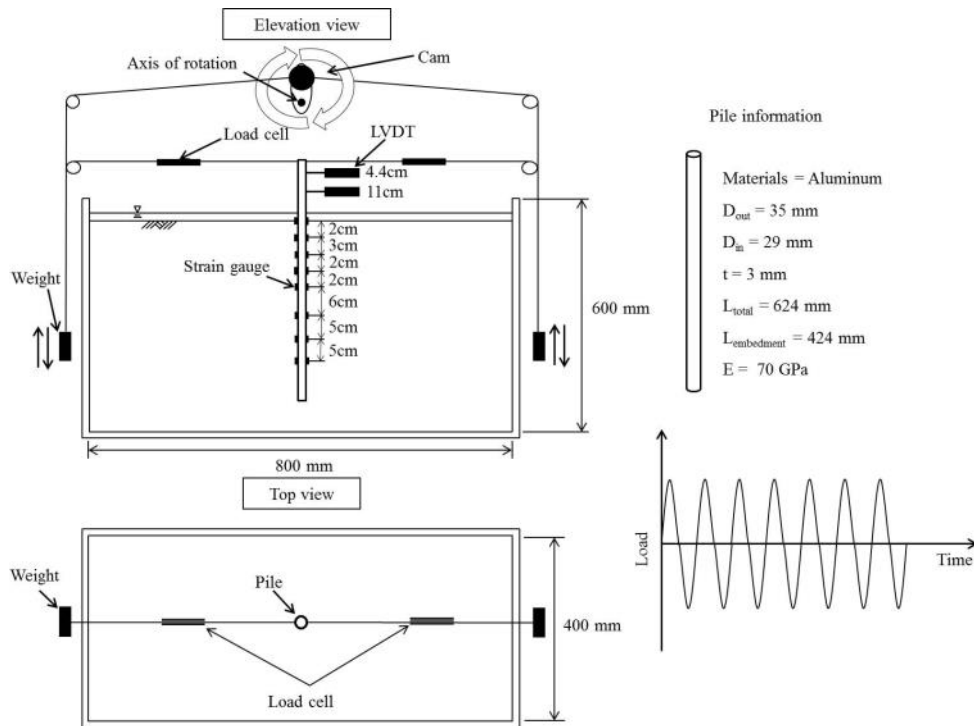 Elevation view
Axis of rotation
Cam
Load cell
LVDT
4.4cm
11cm
2cm
3cm
2cm
2cm
6cm
5cm
5cm
Strain gauge
Weight
600 mm
800 mm
Pile information
Materials = Aluminum
D_out = 35 mm
D_in = 29 mm
t = 3 mm
L_total = 624 mm
L_embedment = 424 mm
E = 70 GPa
Top view
Weight
Pile
Load cell
400 mm
Load
Time